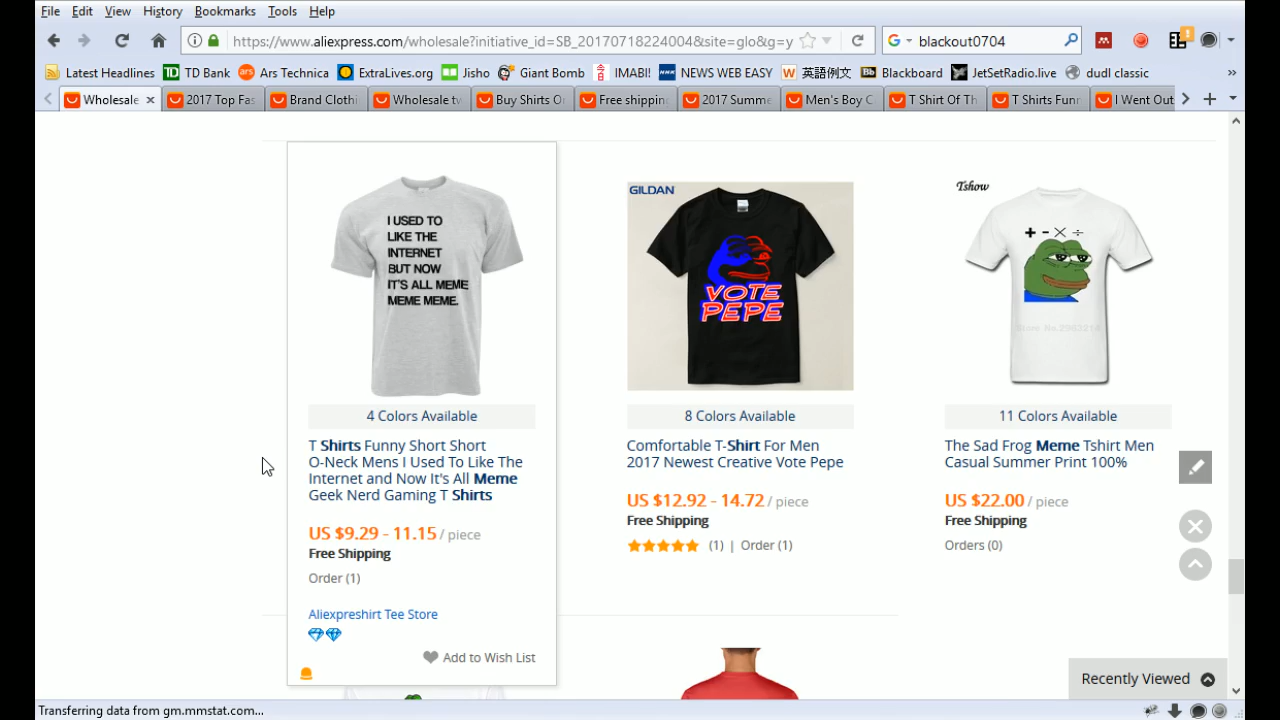 File Edit View History Bookmarks Tools Help
https://www.aliexpress.com/wholesale?initiative_id=SB_20170718224004&site=glo&g=y
blackout0704
Latest Headlines TD Bank Ars Technica ExtraLives.org Jisho Giant Bomb IMABI! NEWS WEB EASY 英語例文 Blackboard JetSetRadio.live dudl classic
Wholesale 2017 Top Fas Brand Clothi Wholesale tv Buy Shirts O Free shippin 2017 Summe Men's Boy C T Shirt Of Th T Shirts Funr I Went Out
I USED TO
LIKE THE
INTERNET
BUT NOW
IT'S ALL MEME
MEME MEME.
4 Colors Available
T Shirts Funny Short Short
O-Neck Mens I Used To Like The
Internet and Now It's All Meme
Geek Nerd Gaming T Shirts
US $9.29 - 11.15 / piece
Free Shipping
Order (1)
Aliexpreshirt Tee Store
Add to Wish List
GILDAN
VOTE
PEPE
8 Colors Available
Comfortable T-Shirt For Men
2017 Newest Creative Vote Pepe
US $12.92 - 14.72 / piece
Free Shipping
(1) | Order (1)
Tshow
+ - × ÷
11 Colors Available
The Sad Frog Meme Tshirt Men
Casual Summer Print 100%
US $22.00 / piece
Free Shipping
Orders (0)
Recently Viewed
Transferring data from gm.mmstat.com...